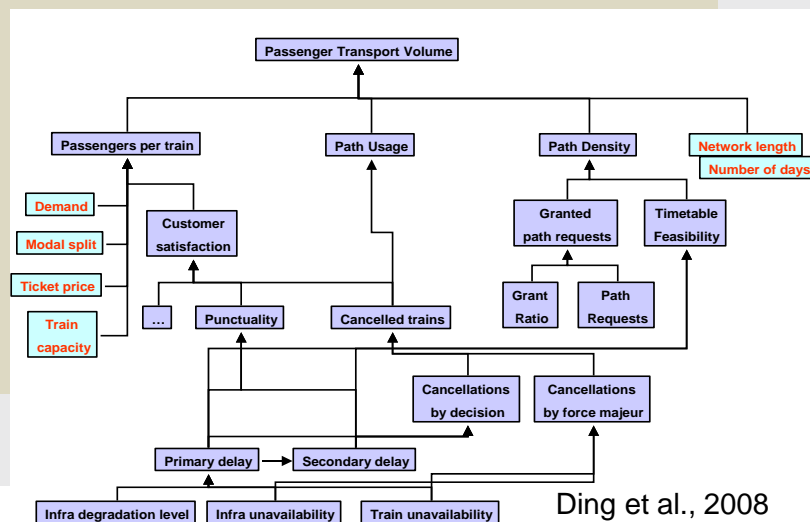 Passenger Transport Volume
Passengers per train
Path Usage
Path Density
Network length
Number of days
Demand
Modal split
Ticket price
Train
capacity
Customer
satisfaction
Granted
path requests
Timetable
Feasibility
...
Punctuality
Cancelled trains
Grant
Ratio
Path
Requests
Cancellations
by decision
Cancellations
by force majeur
Primary delay
Secondary delay
Infra degradation level
Infra unavailability
Train unavailability
Ding et al., 2008